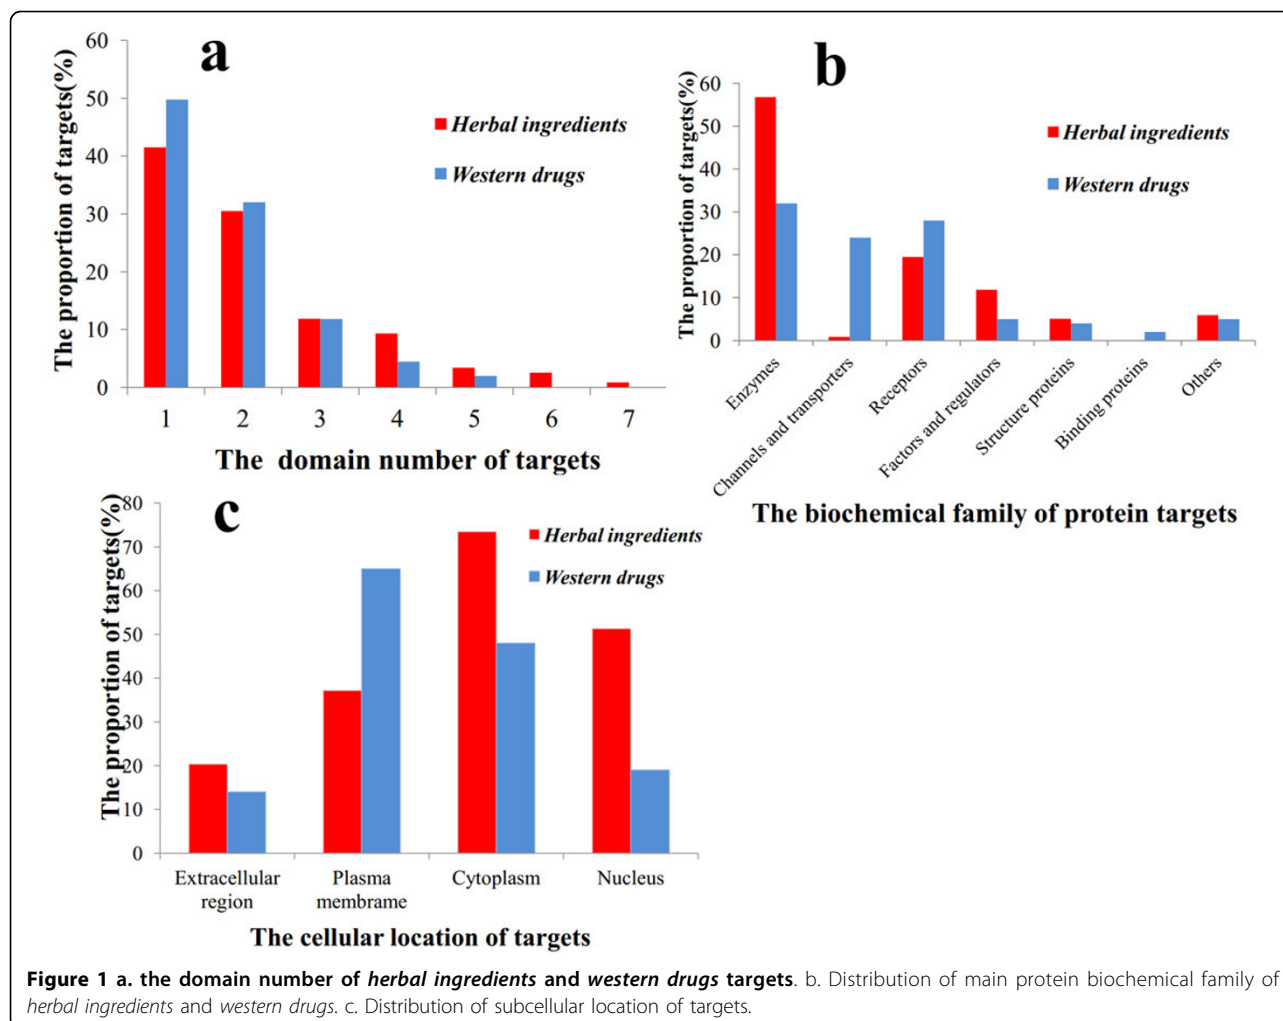 a
The proportion of targets(%)
60
50
40
30
20
10
0
Herbal ingredients
Western drugs
1 2 3 4 5 6 7
The domain number of targets
b
The proportion of targets(%)
60
50
40
30
20
10
0
Herbal ingredients
Western drugs
Enzymes
Channels and transporters
Receptors
Factors and regulators
Structure proteins
Binding proteins
Others
The biochemical family of protein targets
c
The proportion of targets(%)
80
70
60
50
40
30
20
10
0
Herbal ingredients
Western drugs
Extracellular
region
Plasma
membrame
Cytoplasm
Nucleus
The cellular location of targets
Figure 1 a. the domain number of herbal ingredients and western drugs targets. b. Distribution of main protein biochemical family of
herbal ingredients and western drugs. c. Distribution of subcellular location of targets.